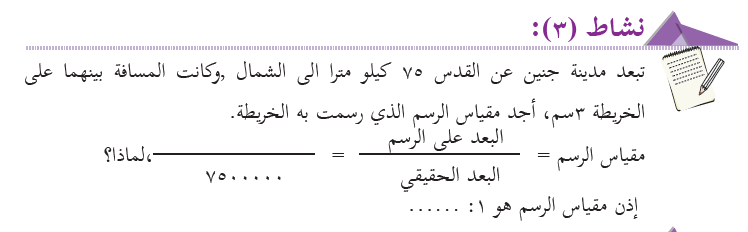 نشاط (٣):
تبعد مدينة جنين عن القدس ٧٥ كيلو مترا الى الشمال ,وكانت المسافة بينهما على
الخريطة ٣سم، أجد مقياس الرسم الذي رسمت به الخريطة.
مقياس الرسم = البعد على الرسم / البعد الحقيقي = ــــــــ / ٧٥٠٠٠٠٠ ،لماذا؟
إذن مقياس الرسم هو ١: ......